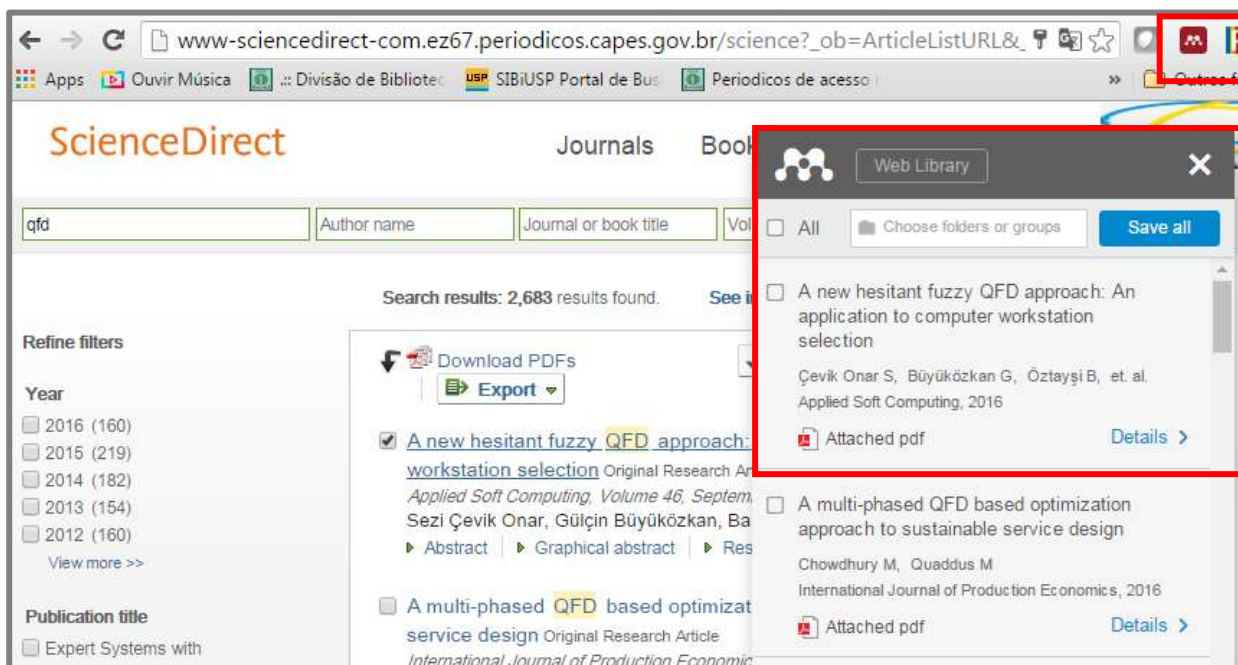 www-sciencedirect-com.ez67.periodicos.capes.gov.br/science?_ob=ArticleListURL&_
Apps Ouvir Música .:: Divisão de Bibliotec USP SIBiUSP Portal de Bus Periodicos de acesso » Outros f
ScienceDirect
Journals Book
qfd Author name Journal or book title Vol
Search results: 2,683 results found. See i
Refine filters
Year
2016 (160)
2015 (219)
2014 (182)
2013 (154)
2012 (160)
View more >>
Publication title
Expert Systems with
Download PDFs
Export
A new hesitant fuzzy QFD approach:
workstation selection Original Research Ar
Applied Soft Computing, Volume 46, Septem
Sezi Çevik Onar, Gülçin Büyüközkan, Ba
Abstract Graphical abstract Res
A multi-phased QFD based optimizat
service design Original Research Article
International Journal of Production Economic
Web Library
All Choose folders or groups Save all
A new hesitant fuzzy QFD approach: An
application to computer workstation
selection
Çevik Onar S, Büyüközkan G, Öztayşi B, et. al.
Applied Soft Computing, 2016
Attached pdf Details >
A multi-phased QFD based optimization
approach to sustainable service design
Chowdhury M, Quaddus M
International Journal of Production Economics, 2016
Attached pdf Details >